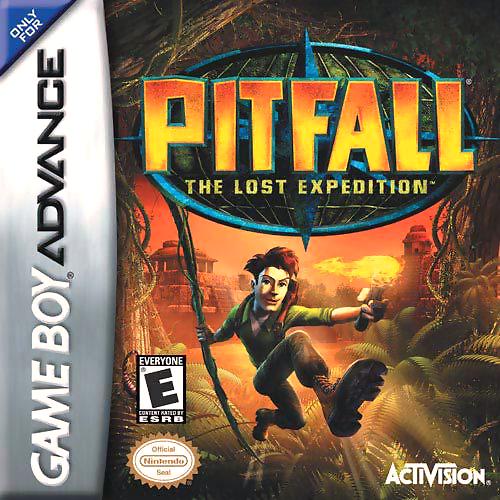 ONLY
FOR
GAME BOY ADVANCE
PITFALL
THE LOST EXPEDITION™
EVERYONE
E
CONTENT RATED BY
ESRB
Official
Nintendo
Seal
ACTIVISION®